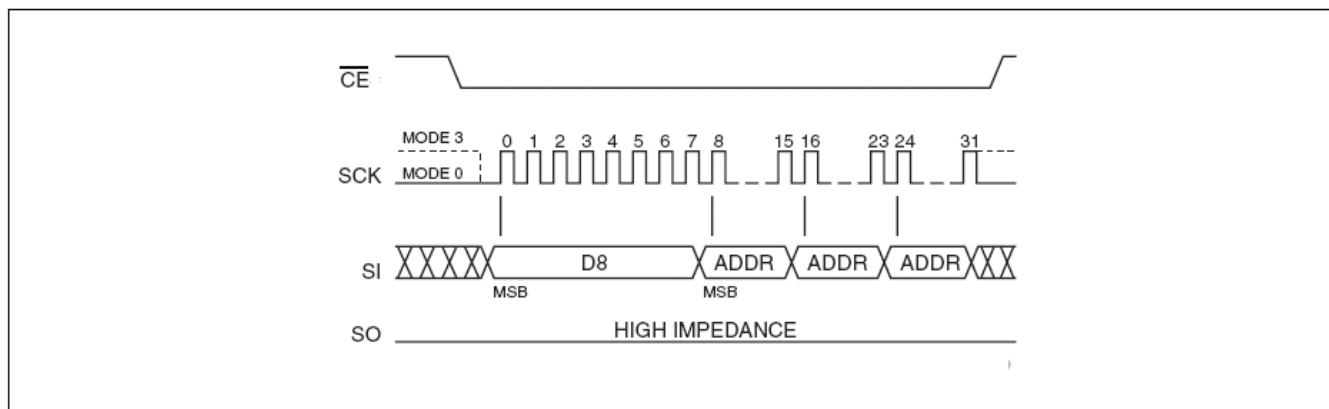 CE
MODE 3
0 1 2 3 4 5 6 7 8 15 16 23 24 31
SCK MODE 0
SI D8 ADDR ADDR ADDR
MSB MSB
SO HIGH IMPEDANCE